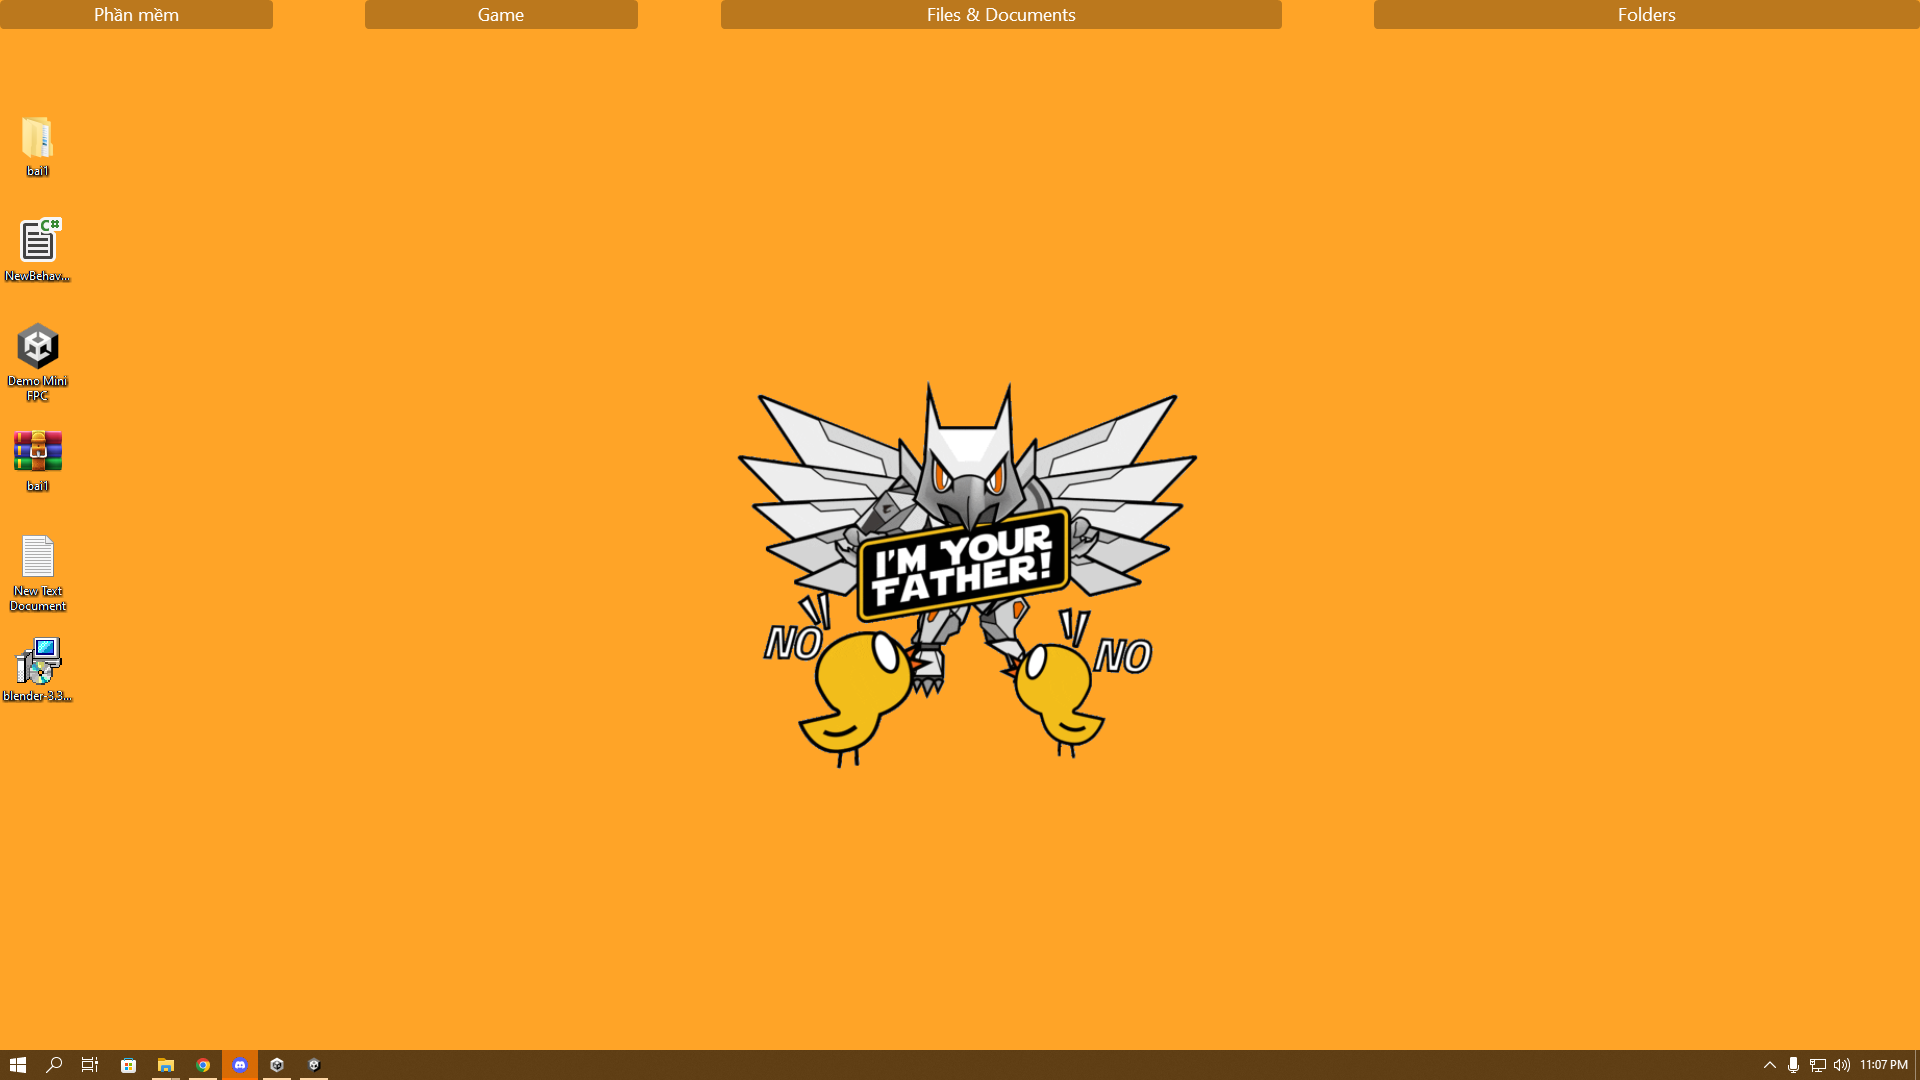 Phần mềm
Game
Files & Documents
Folders
bai1
NewBehav...
Demo Mini
FPC
bai1
New Text
Document
blender-3.3...
C#
I'M YOUR
FATHER!
NO
NO
11:07 PM